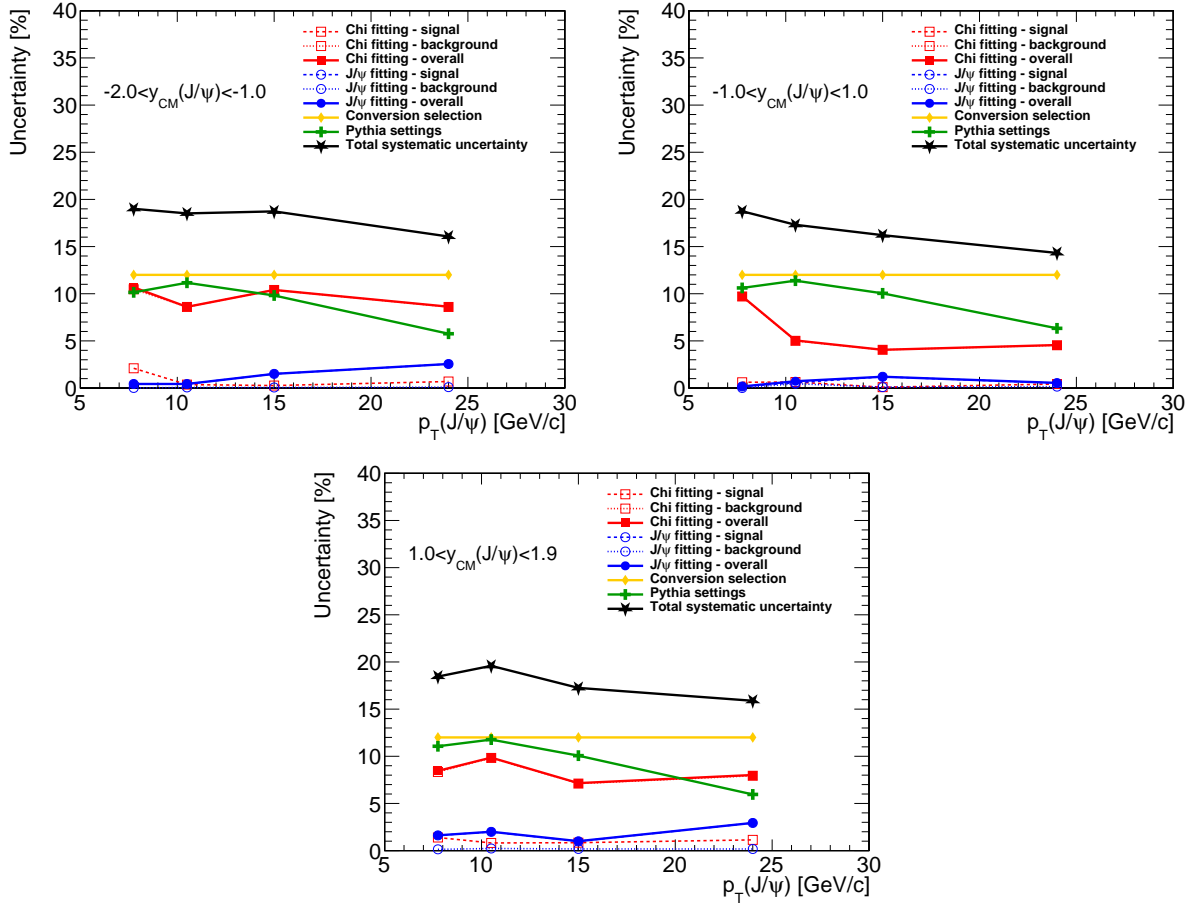 Uncertainty [%]
40
35
30
25
20
15
10
5
0
-2.0<y_CM(J/ψ)<-1.0
Chi fitting - signal
Chi fitting - background
Chi fitting - overall
J/ψ fitting - signal
J/ψ fitting - background
J/ψ fitting - overall
Conversion selection
Pythia settings
Total systematic uncertainty
5 10 15 20 25 30
p_T(J/ψ) [GeV/c]
Uncertainty [%]
40
35
30
25
20
15
10
5
0
-1.0<y_CM(J/ψ)<1.0
Chi fitting - signal
Chi fitting - background
Chi fitting - overall
J/ψ fitting - signal
J/ψ fitting - background
J/ψ fitting - overall
Conversion selection
Pythia settings
Total systematic uncertainty
5 10 15 20 25 30
p_T(J/ψ) [GeV/c]
Uncertainty [%]
40
35
30
25
20
15
10
5
0
1.0<y_CM(J/ψ)<1.9
Chi fitting - signal
Chi fitting - background
Chi fitting - overall
J/ψ fitting - signal
J/ψ fitting - background
J/ψ fitting - overall
Conversion selection
Pythia settings
Total systematic uncertainty
5 10 15 20 25 30
p_T(J/ψ) [GeV/c]